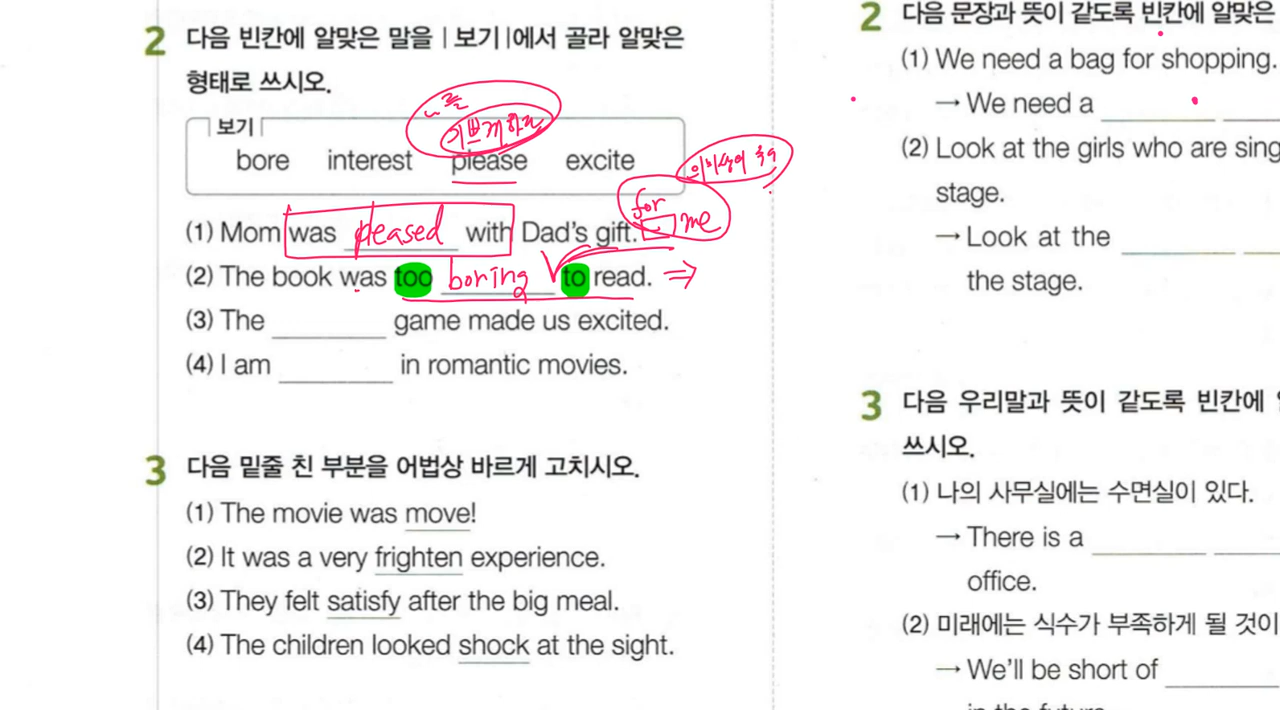 2 다음 빈칸에 알맞은 말을 | 보기 |에서 골라 알맞은
형태로 쓰시오.
~를
기쁘게하다
보기
bore interest please excite
의미상의 주어
for me
(1) Mom was pleased with Dad's gift.
(2) The book was too boring to read. ⇒
(3) The ________ game made us excited.
(4) I am ________ in romantic movies.
3 다음 밑줄 친 부분을 어법상 바르게 고치시오.
(1) The movie was move!
(2) It was a very frighten experience.
(3) They felt satisfy after the big meal.
(4) The children looked shock at the sight.
2 다음 문장과 뜻이 같도록 빈칸에 알맞은
(1) We need a bag for shopping.
→ We need a ________ ________
(2) Look at the girls who are sing
stage.
→ Look at the ________ ________
the stage.
3 다음 우리말과 뜻이 같도록 빈칸에
쓰시오.
(1) 나의 사무실에는 수면실이 있다.
→ There is a ________ ________
office.
(2) 미래에는 식수가 부족하게 될 것이
→ We'll be short of ________
in the future